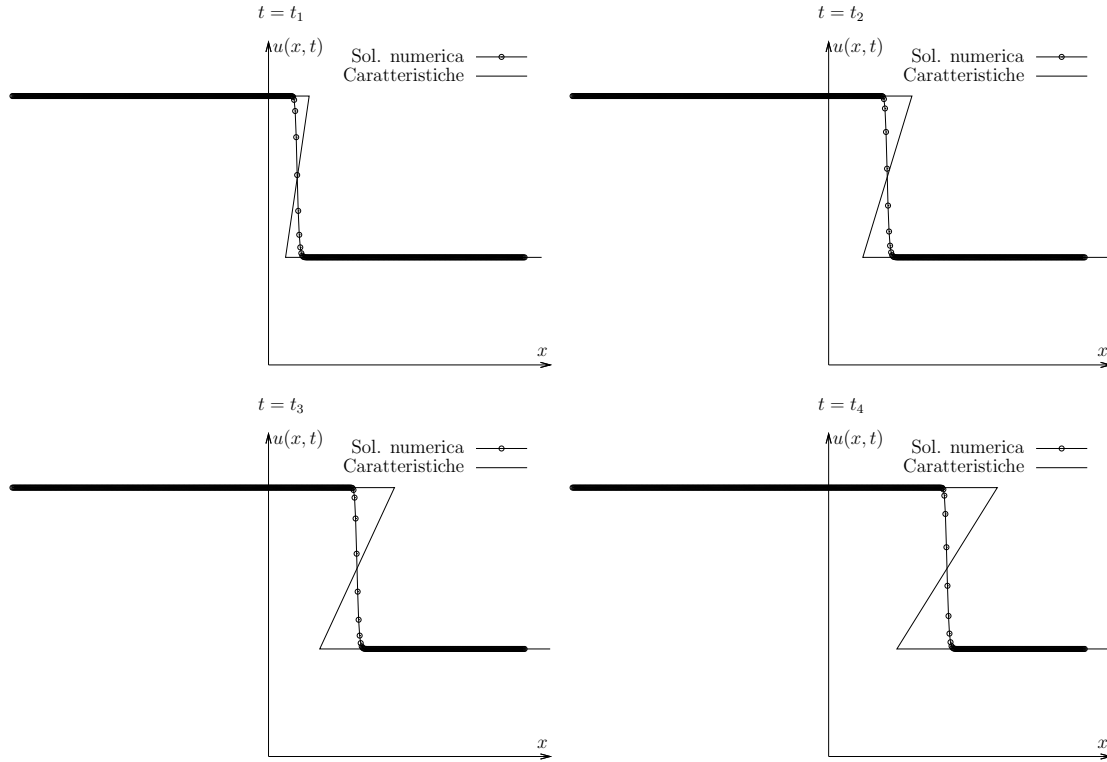 t = t₁
u(x, t)
Sol. numerica
Caratteristiche
x
t = t₂
u(x, t)
Sol. numerica
Caratteristiche
x
t = t₃
u(x, t)
Sol. numerica
Caratteristiche
x
t = t₄
u(x, t)
Sol. numerica
Caratteristiche
x